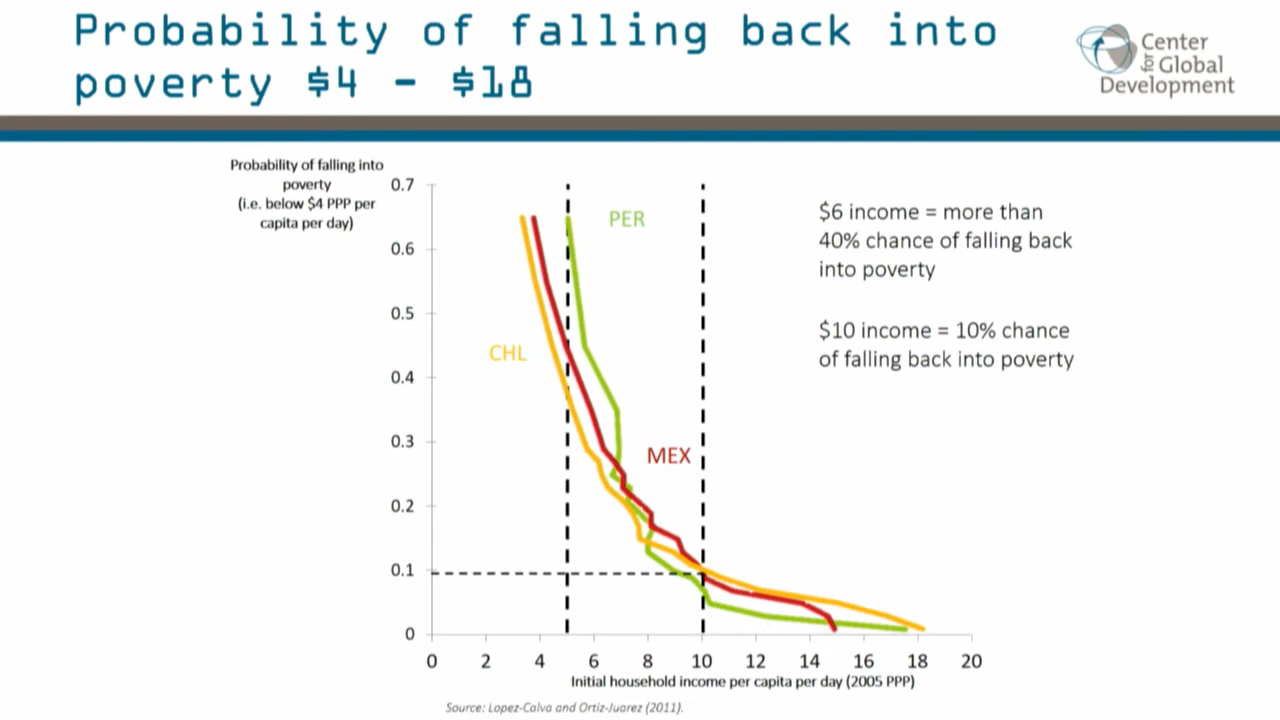 Probability of falling back into
poverty $4 – $18
Center
for Global
Development
Probability of falling into
poverty
(i.e. below $4 PPP per
capita per day)
0.7
0.6
0.5
0.4
0.3
0.2
0.1
0
PER
CHL
MEX
$6 income = more than
40% chance of falling back
into poverty
$10 income = 10% chance
of falling back into poverty
0 2 4 6 8 10 12 14 16 18 20
Initial household income per capita per day (2005 PPP)
Source: Lopez-Calva and Ortiz-Juarez (2011).